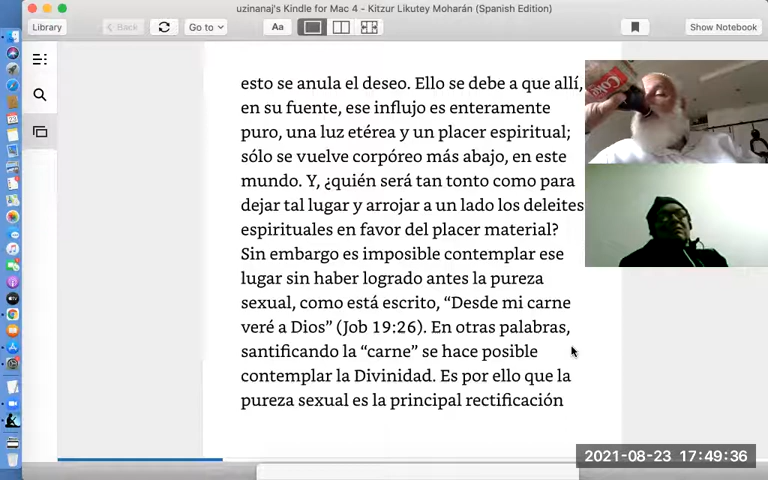 uzinanaj's Kindle for Mac 4 - Kitzur Likutey Moharán (Spanish Edition)
Library
Back
Go to
Aa
Show Notebook
esto se anula el deseo. Ello se debe a que allí,
en su fuente, ese influjo es enteramente
puro, una luz etérea y un placer espiritual;
sólo se vuelve corpóreo más abajo, en este
mundo. Y, ¿quién será tan tonto como para
dejar tal lugar y arrojar a un lado los deleites
espirituales en favor del placer material?
Sin embargo es imposible contemplar ese
lugar sin haber logrado antes la pureza
sexual, como está escrito, “Desde mi carne
veré a Dios” (Job 19:26). En otras palabras,
santificando la “carne” se hace posible
contemplar la Divinidad. Es por ello que la
pureza sexual es la principal rectificación
Coke
2021-08-23 17:49:36